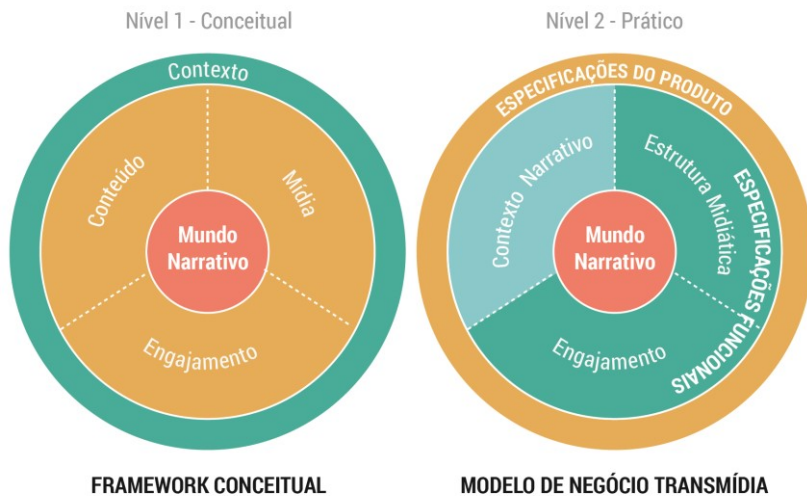 Nível 1 - Conceitual
Contexto
Conteúdo
Mídia
Mundo
Narrativo
Engajamento
FRAMEWORK CONCEITUAL
Nível 2 - Prático
ESPECIFICAÇÕES DO PRODUTO
Contexto Narrativo
Estrutura Midiática
ESPECIFICAÇÕES FUNCIONAIS
Mundo
Narrativo
Engajamento
MODELO DE NEGÓCIO TRANSMÍDIA